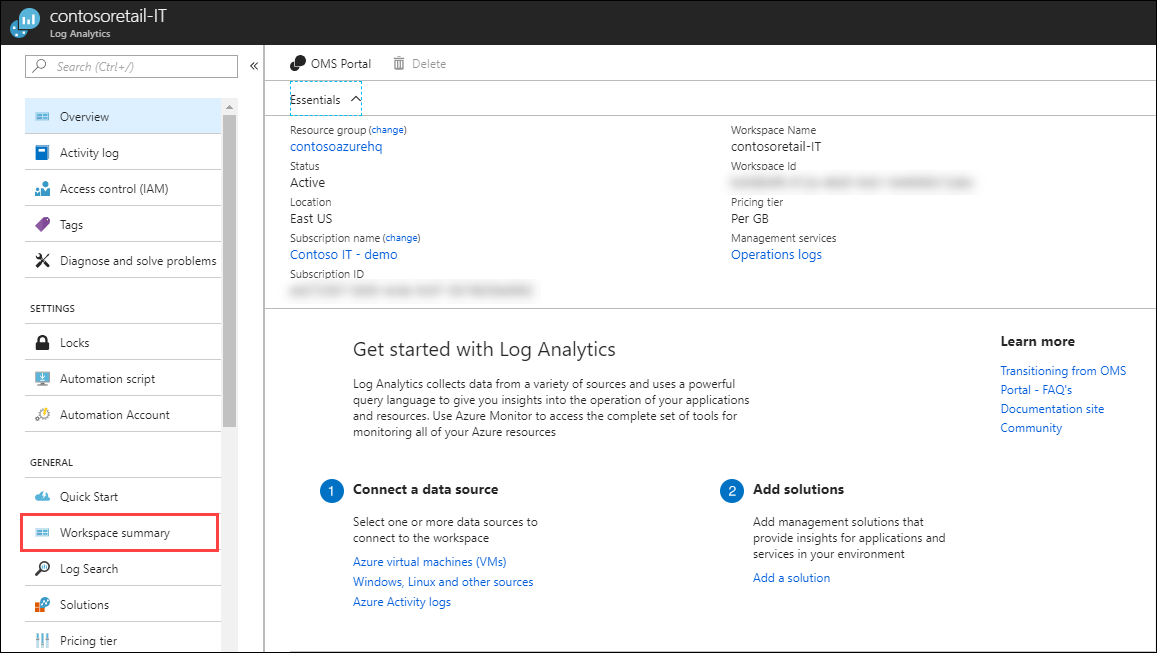 contosoretail-IT
Log Analytics
Search (Ctrl+/)
«
Overview
Activity log
Access control (IAM)
Tags
Diagnose and solve problems
SETTINGS
Locks
Automation script
Automation Account
GENERAL
Quick Start
Workspace summary
Log Search
Solutions
Pricing tier
OMS Portal
Delete
Essentials
Resource group (change)
contosoazurehq
Status
Active
Location
East US
Subscription name (change)
Contoso IT - demo
Subscription ID
Workspace Name
contosoretail-IT
Workspace Id
Pricing tier
Per GB
Management services
Operations logs
Get started with Log Analytics
Log Analytics collects data from a variety of sources and uses a powerful
query language to give you insights into the operation of your applications
and resources. Use Azure Monitor to access the complete set of tools for
monitoring all of your Azure resources
1 Connect a data source
Select one or more data sources to
connect to the workspace
Azure virtual machines (VMs)
Windows, Linux and other sources
Azure Activity logs
2 Add solutions
Add management solutions that
provide insights for applications and
services in your environment
Add a solution
Learn more
Transitioning from OMS
Portal - FAQ's
Documentation site
Community